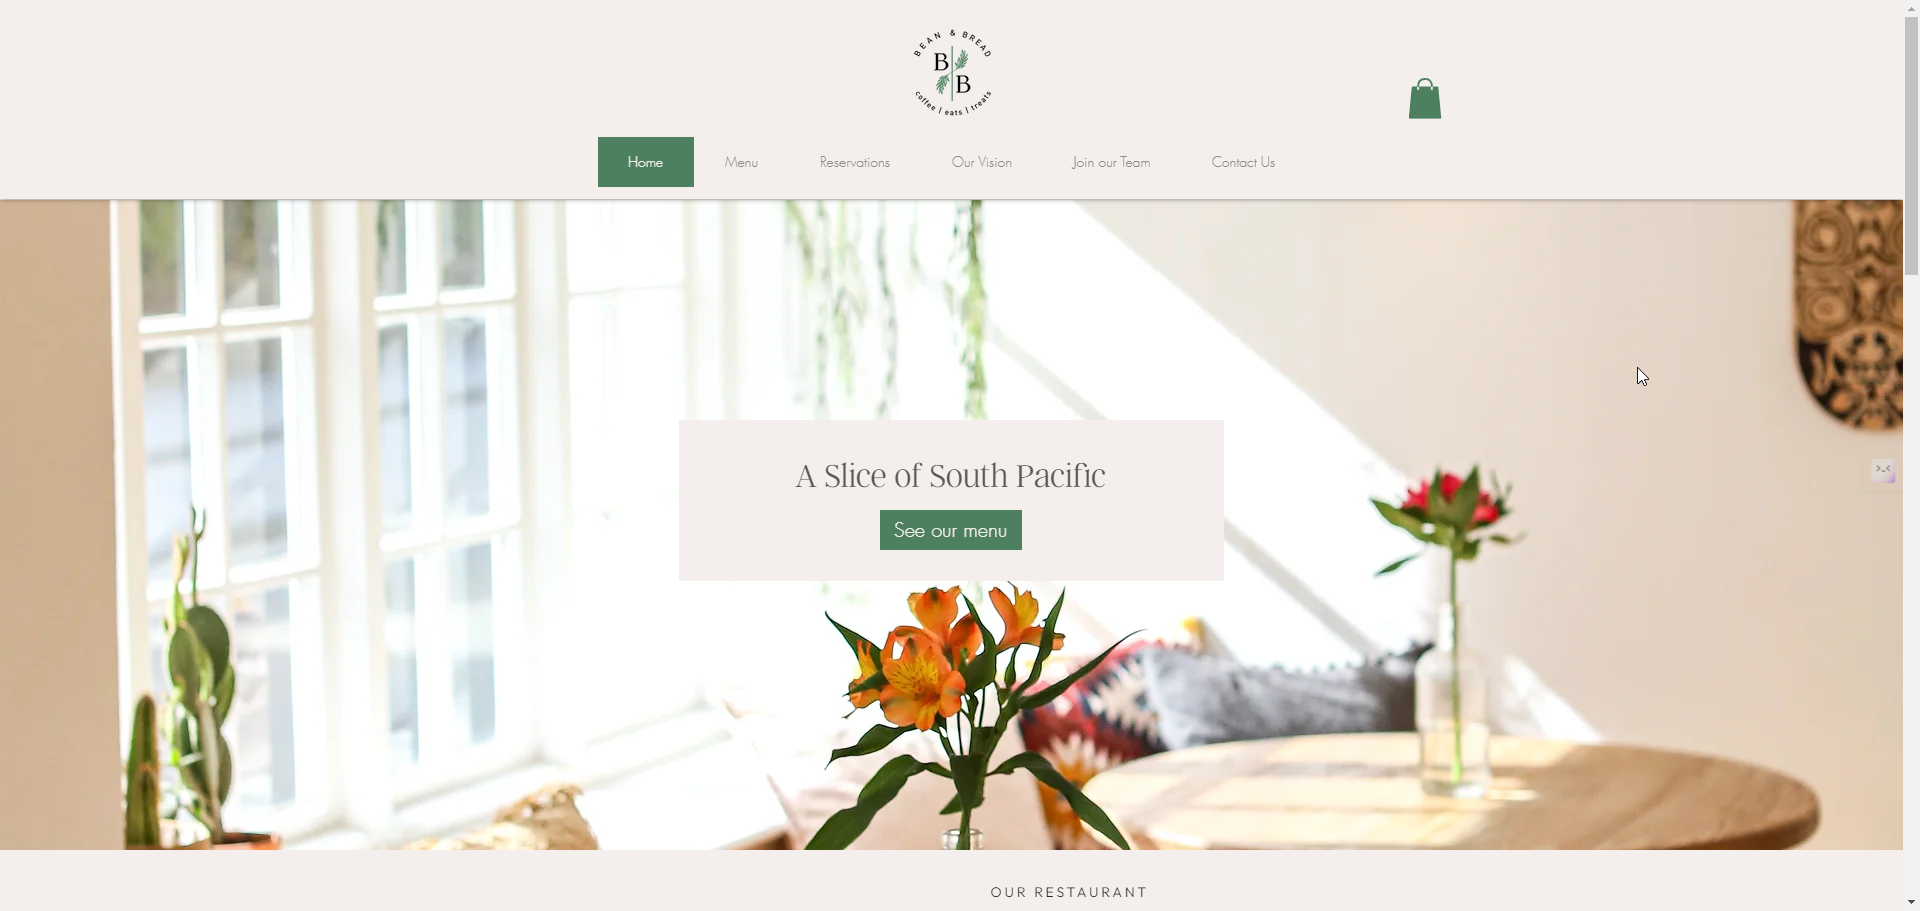 BEAN & BREAD
B
B
coffee | eats | treats
Home
Menu
Reservations
Our Vision
Join our Team
Contact Us
A Slice of South Pacific
See our menu
OUR RESTAURANT